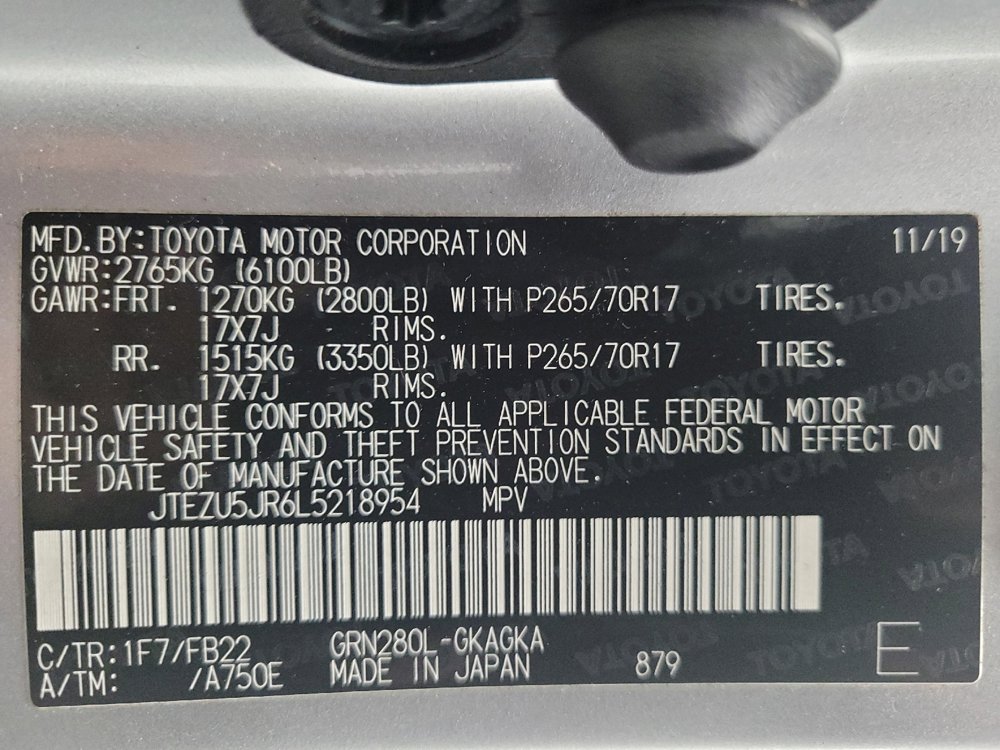 MFD. BY: TOYOTA MOTOR CORPORATION 11/19
GVWR: 2765KG (6100LB)
GAWR: FRT. 1270KG (2800LB) WITH P265/70R17 TIRES.
17X7J RIMS.
RR. 1515KG (3350LB) WITH P265/70R17 TIRES.
17X7J RIMS.
THIS VEHICLE CONFORMS TO ALL APPLICABLE FEDERAL MOTOR
VEHICLE SAFETY AND THEFT PREVENTION STANDARDS IN EFFECT ON
THE DATE OF MANUFACTURE SHOWN ABOVE.
JTEZU5JR6L5218954 MPV
C/TR: 1F7/FB22 GRN280L-GKAGKA
A/TM: /A750E MADE IN JAPAN 879 E